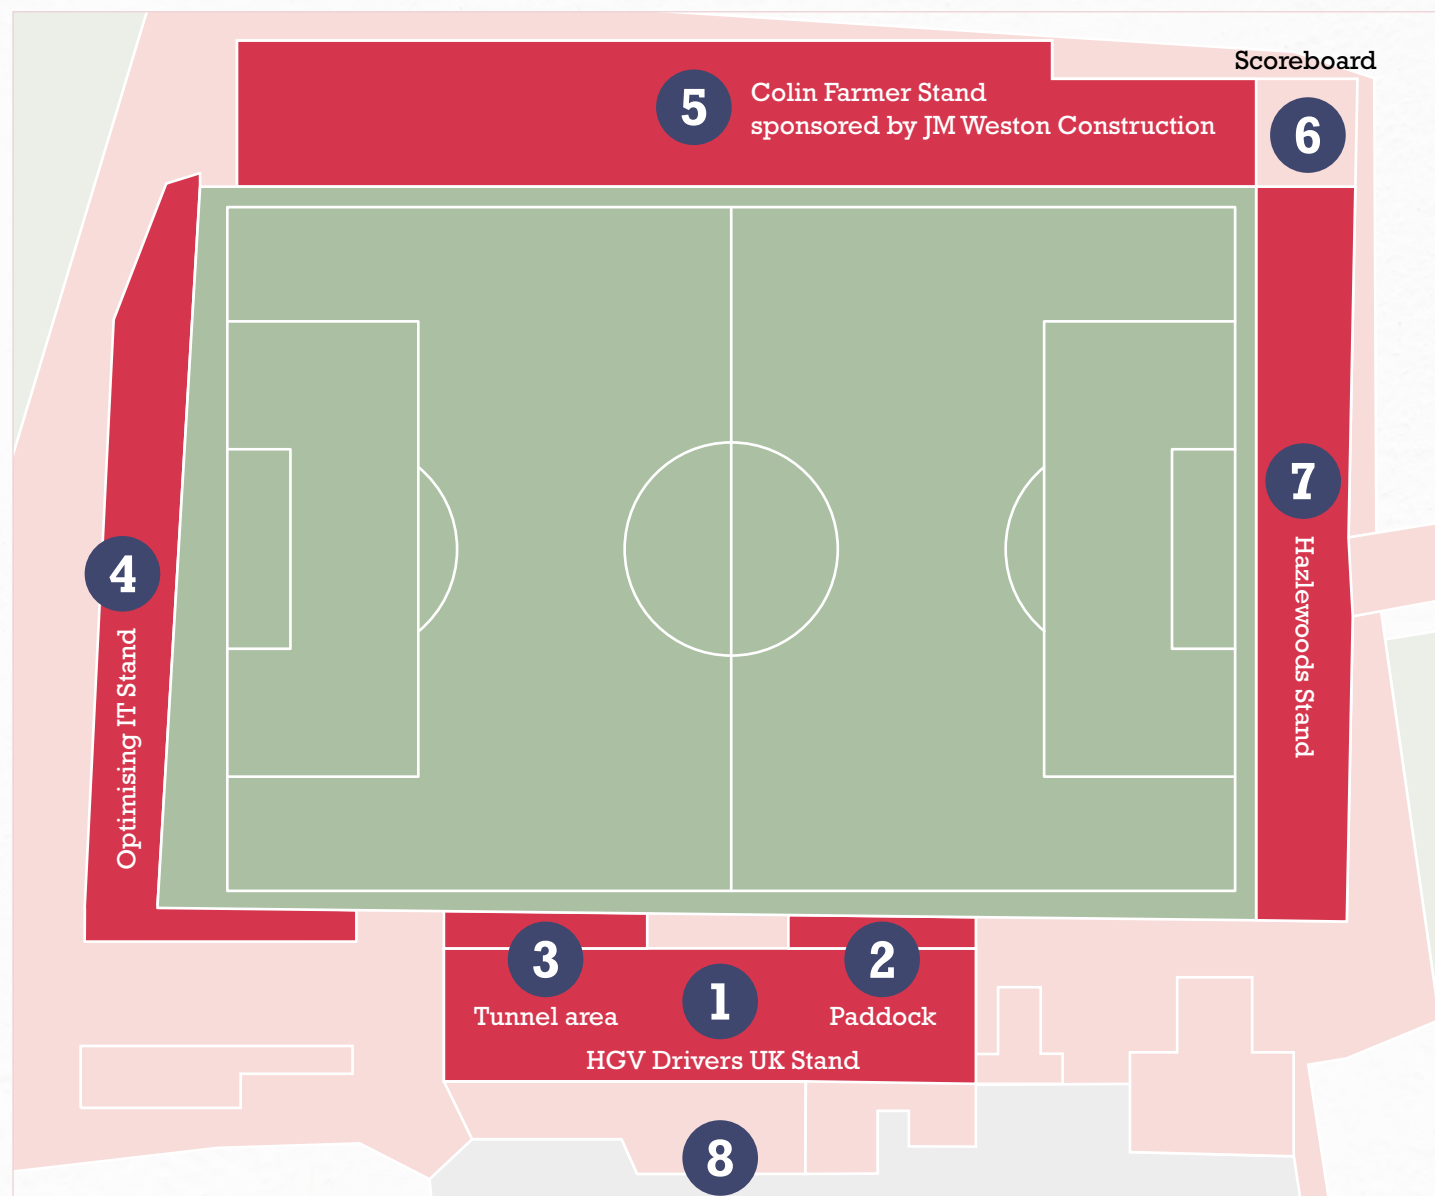 Scoreboard
5
Colin Farmer Stand
sponsored by JM Weston Construction
6
7
Hazlewoods Stand
4
Optimising IT Stand
3
Tunnel area
1
2
Paddock
HGV Drivers UK Stand
8